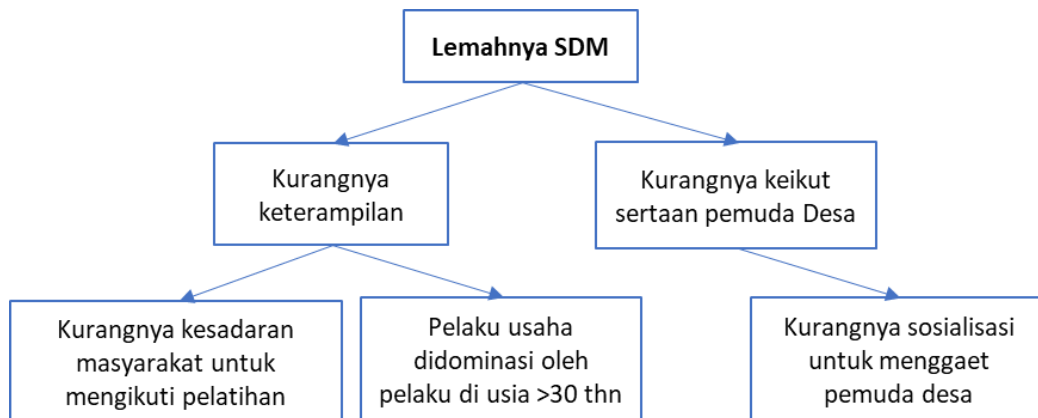 Lemahnya SDM
Kurangnya
keterampilan
Kurangnya keikut
sertaan pemuda Desa
Kurangnya kesadaran
masyarakat untuk
mengikuti pelatihan
Pelaku usaha
didominasi oleh
pelaku di usia >30 thn
Kurangnya sosialisasi
untuk menggaet
pemuda desa